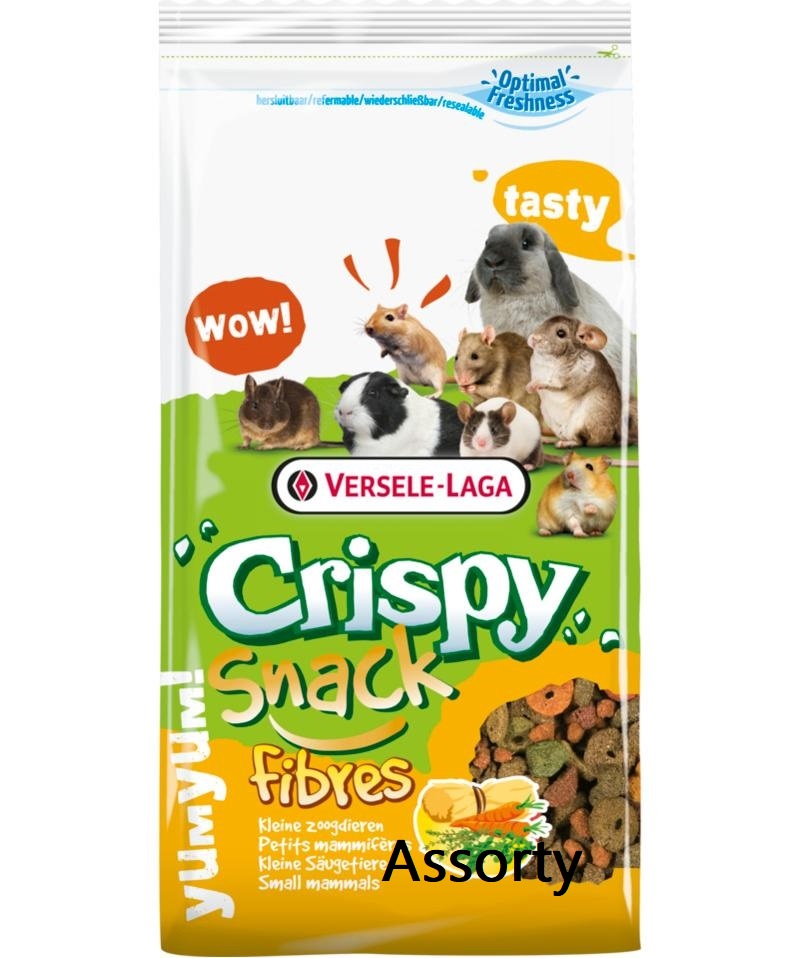 Optimal
Freshness
hersluitbaar/refermable/wiederschließbar/resealable
tasty
wow!
VERSELE-LAGA
Crispy
Snack
fibres
yumyum!
Kleine zoogdieren
Petits mammifères
Kleine Säugetiere
Small mammals
Assorty